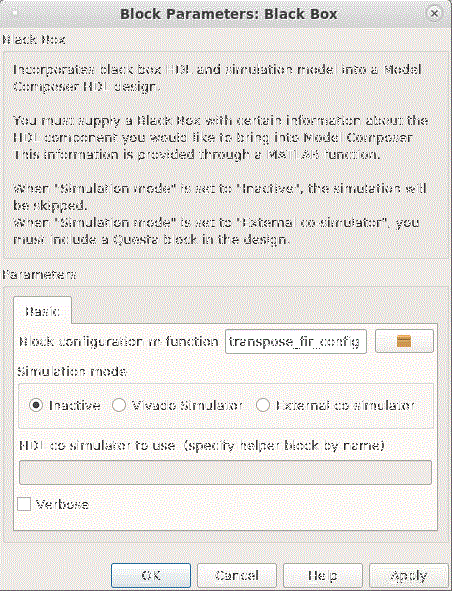 Block Parameters: Black Box
Black Box
Incorporates black box HDL and simulation model into a Model
Composer HDL design.
You must supply a Black Box with certain information about the
HDL component you would like to bring into Model Composer
This information is provided through a MATLAB function.
When "Simulation mode" is set to "Inactive", the simulation will
be skipped.
When "Simulation mode" is set to "External co-simulator", you
must include a Questa block in the design.
Parameters
Basic
Block configuration m-function transpose_fir_config
Simulation mode
Inactive Vivado Simulator External co-simulator
HDL co-simulator to use (specify helper block by name)
Verbose
OK Cancel Help Apply